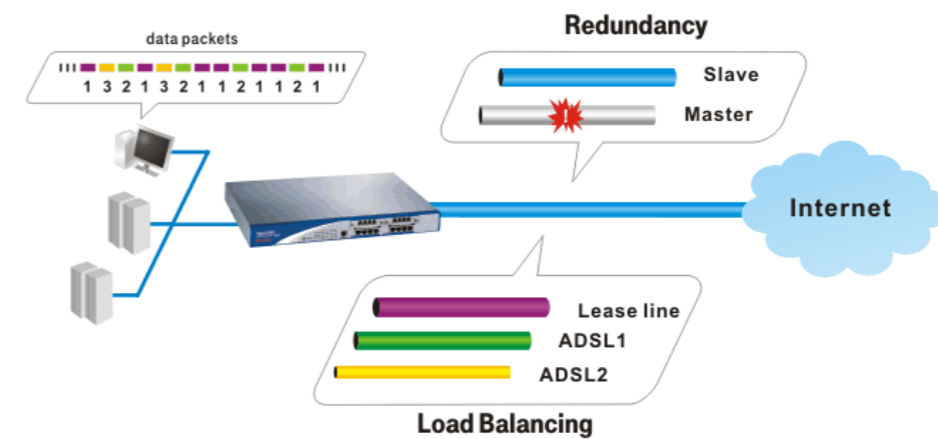 Redundancy
data packets
1 3 2 1 3 2 1 1 2 1 1 2 1
Slave
!
Master
Internet
Lease line
ADSL1
ADSL2
Load Balancing